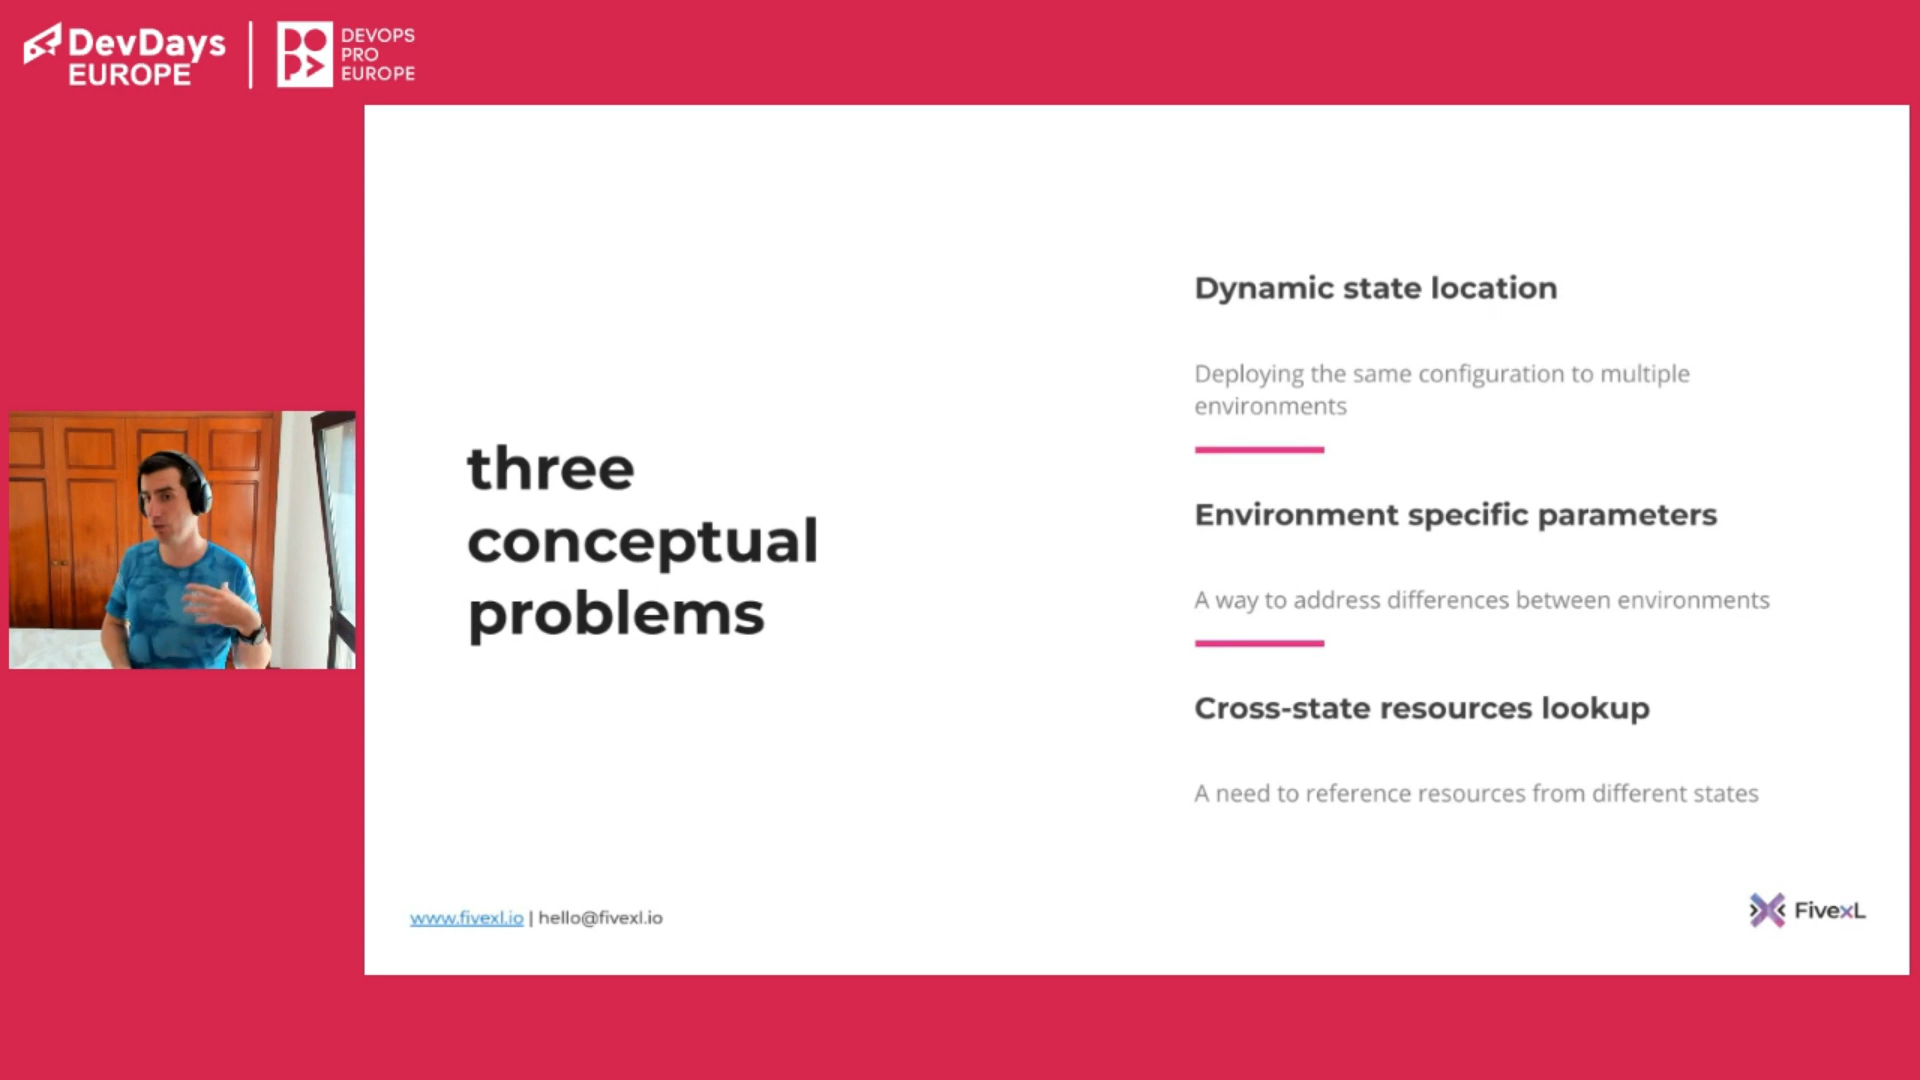 DevDays
EUROPE
DEVOPS
PRO
EUROPE
three
conceptual
problems
Dynamic state location
Deploying the same configuration to multiple
environments
Environment specific parameters
A way to address differences between environments
Cross-state resources lookup
A need to reference resources from different states
www.fivexl.io | hello@fivexl.io
FivexL